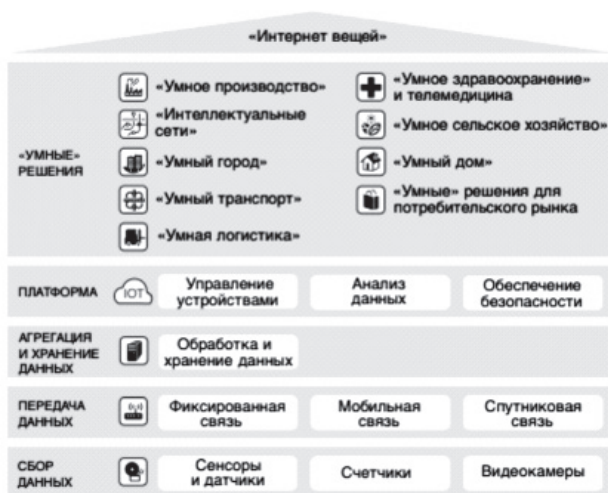 «Интернет вещей»
«УМНЫЕ»
РЕШЕНИЯ
«Умное производство»
«Интеллектуальные
сети»
«Умный город»
«Умный транспорт»
«Умная логистика»
«Умное здравоохранение»
и телемедицина
«Умное сельское хозяйство»
«Умный дом»
«Умные» решения для
потребительского рынка
ПЛАТФОРМА
IOT
Управление
устройствами
Анализ
данных
Обеспечение
безопасности
АГРЕГАЦИЯ
И ХРАНЕНИЕ
ДАННЫХ
Обработка и
хранение данных
ПЕРЕДАЧА
ДАННЫХ
Фиксированная
связь
Мобильная
связь
Спутниковая
связь
СБОР
ДАННЫХ
Сенсоры
и датчики
Счетчики
Видеокамеры